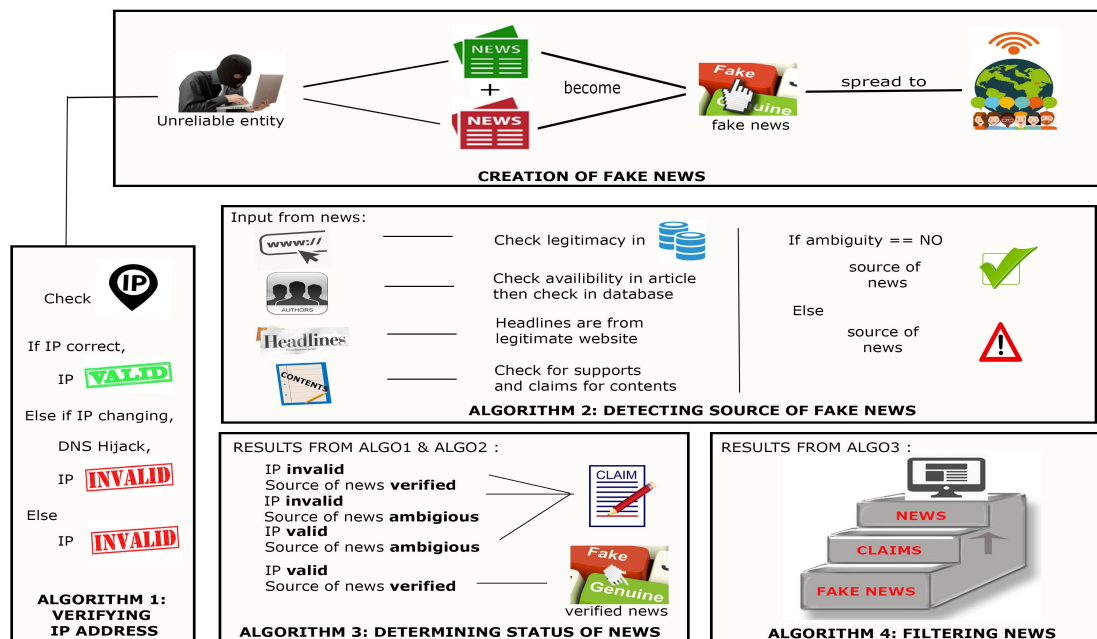 NEWS
+
NEWS
become
Fake
Genuine
spread to
Unreliable entity
fake news
CREATION OF FAKE NEWS
Check
IP
If IP correct,
IP VALID
Else if IP changing,
DNS Hijack,
IP INVALID
Else
IP INVALID
ALGORITHM 1:
VERIFYING
IP ADDRESS
Input from news:
www://
Check legitimacy in
AUTHORS
Check availibility in article
then check in database
Headlines
Headlines are from
legitimate website
CONTENTS
Check for supports
and claims for contents
If ambiguity == NO
source of
news
Else
source of
news
ALGORITHM 2: DETECTING SOURCE OF FAKE NEWS
RESULTS FROM ALGO1 & ALGO2 :
IP invalid
Source of news verified
IP invalid
Source of news ambigious
IP valid
Source of news ambigious
IP valid
Source of news verified
CLAIM
Fake
Genuine
verified news
ALGORITHM 3: DETERMINING STATUS OF NEWS
RESULTS FROM ALGO3 :
NEWS
CLAIMS
FAKE NEWS
ALGORITHM 4: FILTERING NEWS